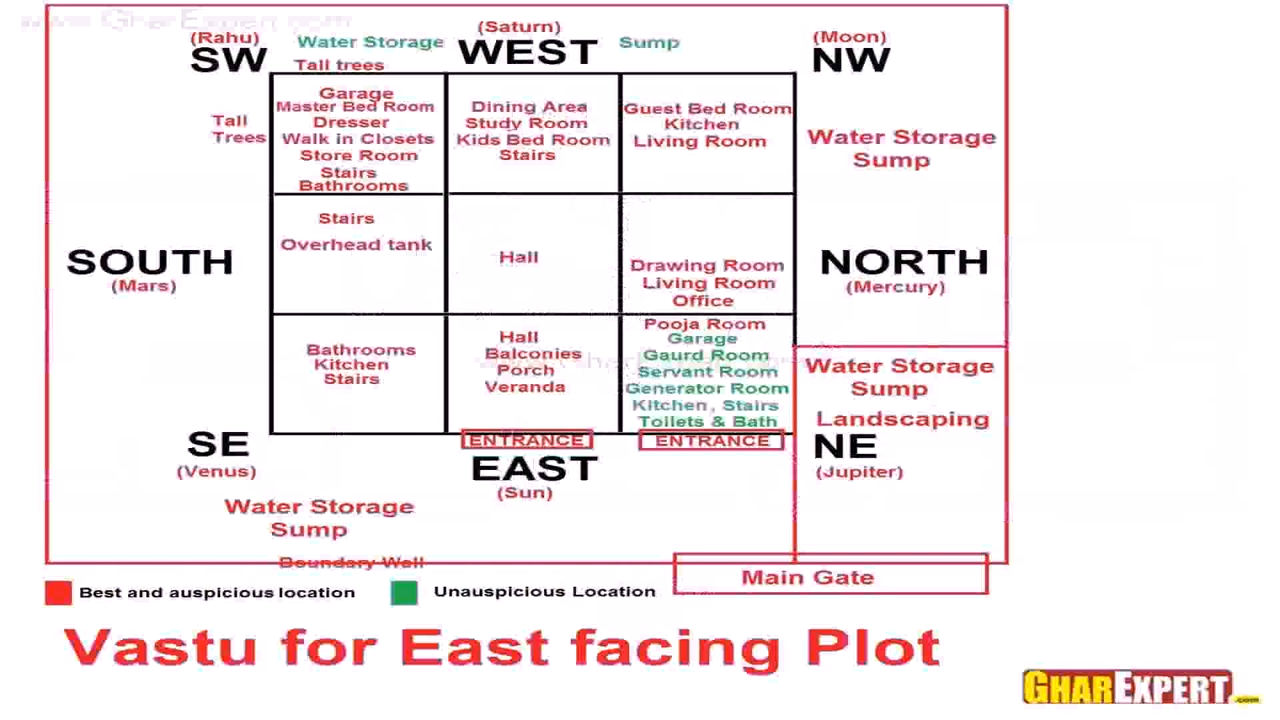 www.GharExpert.com
(Rahu)
SW
Water Storage
Tall trees
(Saturn)
WEST
Sump
(Moon)
NW
Tall
Trees
Garage
Master Bed Room
Dresser
Walk in Closets
Store Room
Stairs
Bathrooms
Dining Area
Study Room
Kids Bed Room
Stairs
Guest Bed Room
Kitchen
Living Room
Water Storage
Sump
SOUTH
(Mars)
Stairs
Overhead tank
Hall
Drawing Room
Living Room
Office
NORTH
(Mercury)
Bathrooms
Kitchen
Stairs
Hall
Balconies
Porch
Veranda
Pooja Room
Garage
Gaurd Room
Servant Room
Generator Room
Kitchen, Stairs
Toilets & Bath
Water Storage
Sump
Landscaping
NE
(Jupiter)
SE
(Venus)
ENTRANCE
ENTRANCE
EAST
(Sun)
Water Storage
Sump
Boundary Wall
Main Gate
Best and auspicious location
Unauspicious Location
Vastu for East facing Plot
GHAREXPERT.com